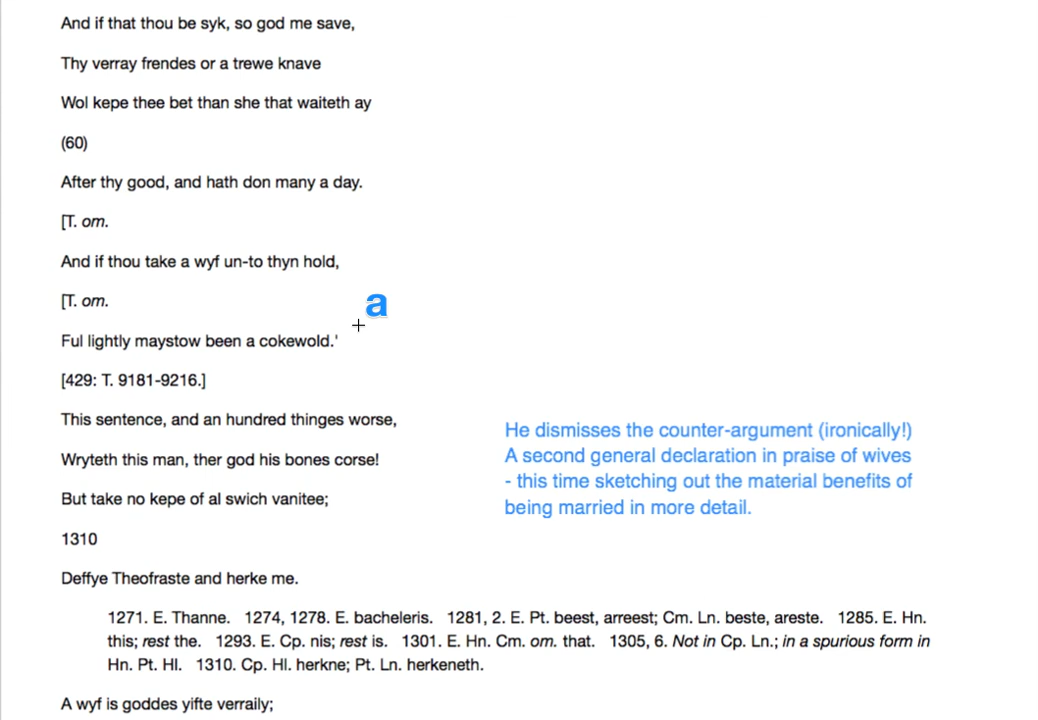 And if that thou be syk, so god me save,
Thy verray frendes or a trewe knave
Wol kepe thee bet than she that waiteth ay
(60)
After thy good, and hath don many a day.
[T. om.
And if thou take a wyf un-to thyn hold,
[T. om.
a
Ful lightly maystow been a cokewold.'
[429: T. 9181-9216.]
This sentence, and an hundred thinges worse,
Wryteth this man, ther god his bones corse!
But take no kepe of al swich vanitee;
1310
Deffye Theofraste and herke me.
He dismisses the counter-argument (ironically!)
A second general declaration in praise of wives
- this time sketching out the material benefits of
being married in more detail.
1271. E. Thanne. 1274, 1278. E. bacheleris. 1281, 2. E. Pt. beest, arreest; Cm. Ln. beste, areste. 1285. E. Hn.
this; rest the. 1293. E. Cp. nis; rest is. 1301. E. Hn. Cm. om. that. 1305, 6. Not in Cp. Ln.; in a spurious form in
Hn. Pt. Hl. 1310. Cp. Hl. herkne; Pt. Ln. herkeneth.
A wyf is goddes yifte verraily;